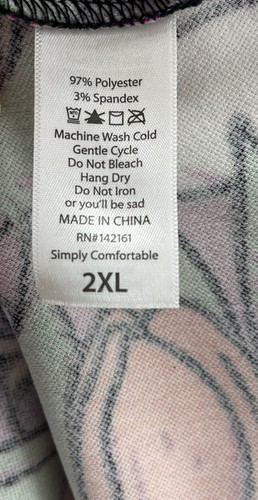 97% Polyester
3% Spandex
Machine Wash Cold
Gentle Cycle
Do Not Bleach
Hang Dry
Do Not Iron
or you'll be sad
MADE IN CHINA
RN#142161
Simply Comfortable
2XL